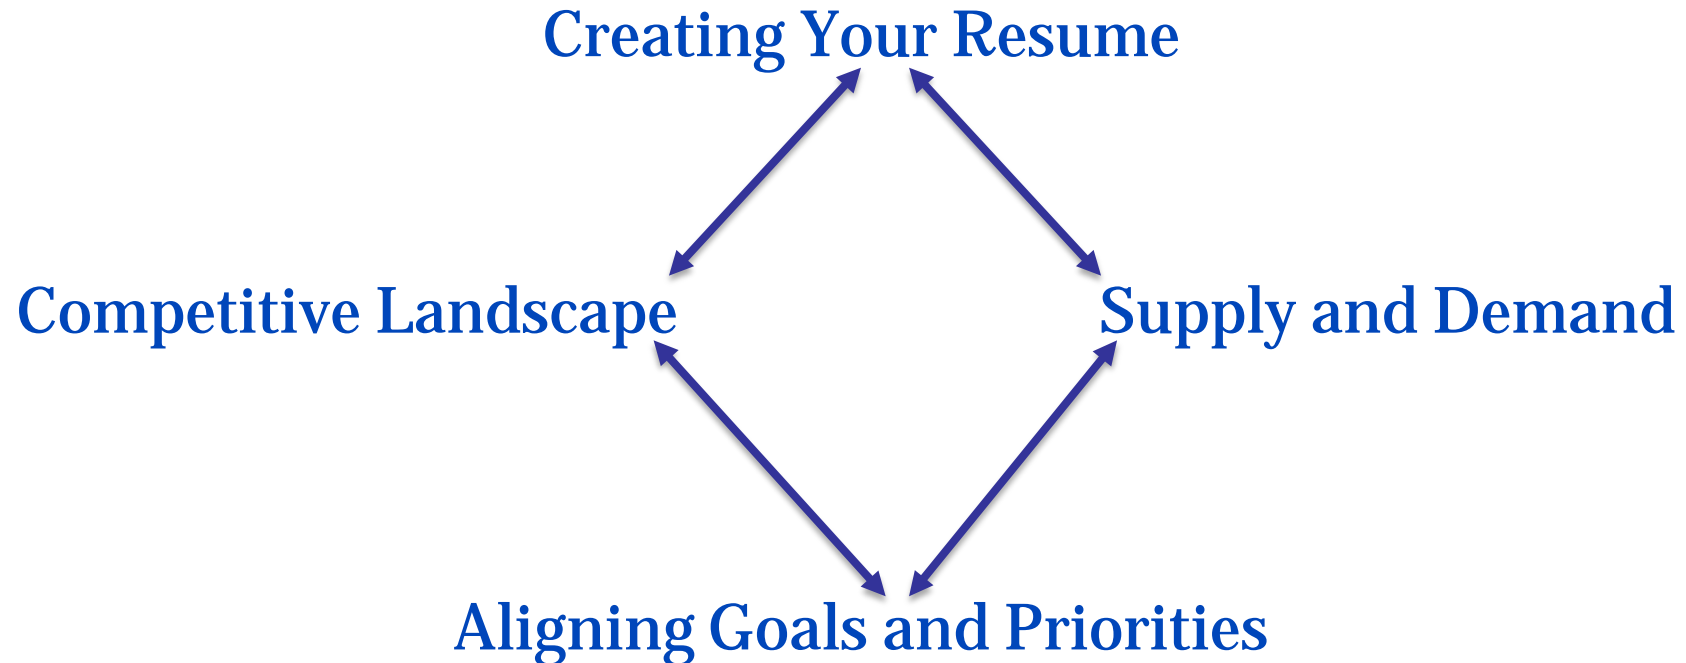 Creating Your Resume
Competitive Landscape
Supply and Demand
Aligning Goals and Priorities